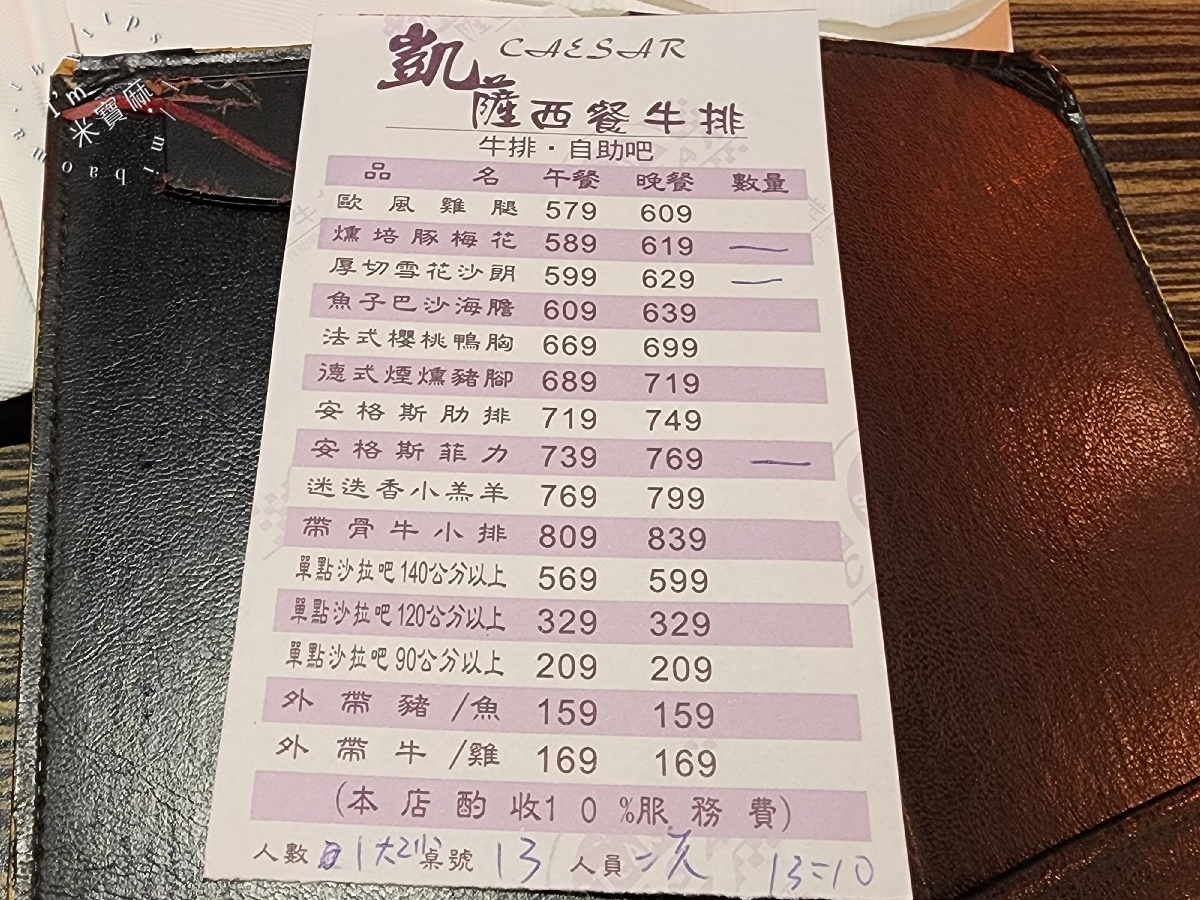 I'm
米寶麻
CAESAR
凱薩西餐牛排
牛排・自助吧
品 名 午餐 晚餐 數量
歐風雞腿 579 609
燻培豚梅花 589 619 一
厚切雪花沙朗 599 629 一
魚子巴沙海膽 609 639
法式櫻桃鴨胸 669 699
德式煙燻豬腳 689 719
安格斯肋排 719 749
安格斯菲力 739 769 一
迷迭香小羔羊 769 799
帶骨牛小排 809 839
單點沙拉吧140公分以上 569 599
單點沙拉吧120公分以上 329 329
單點沙拉吧90公分以上 209 209
外帶豬/魚 159 159
外帶牛/雞 169 169
(本店酌收10%服務費)
人數 1大2小 桌號 13 人員 13=10